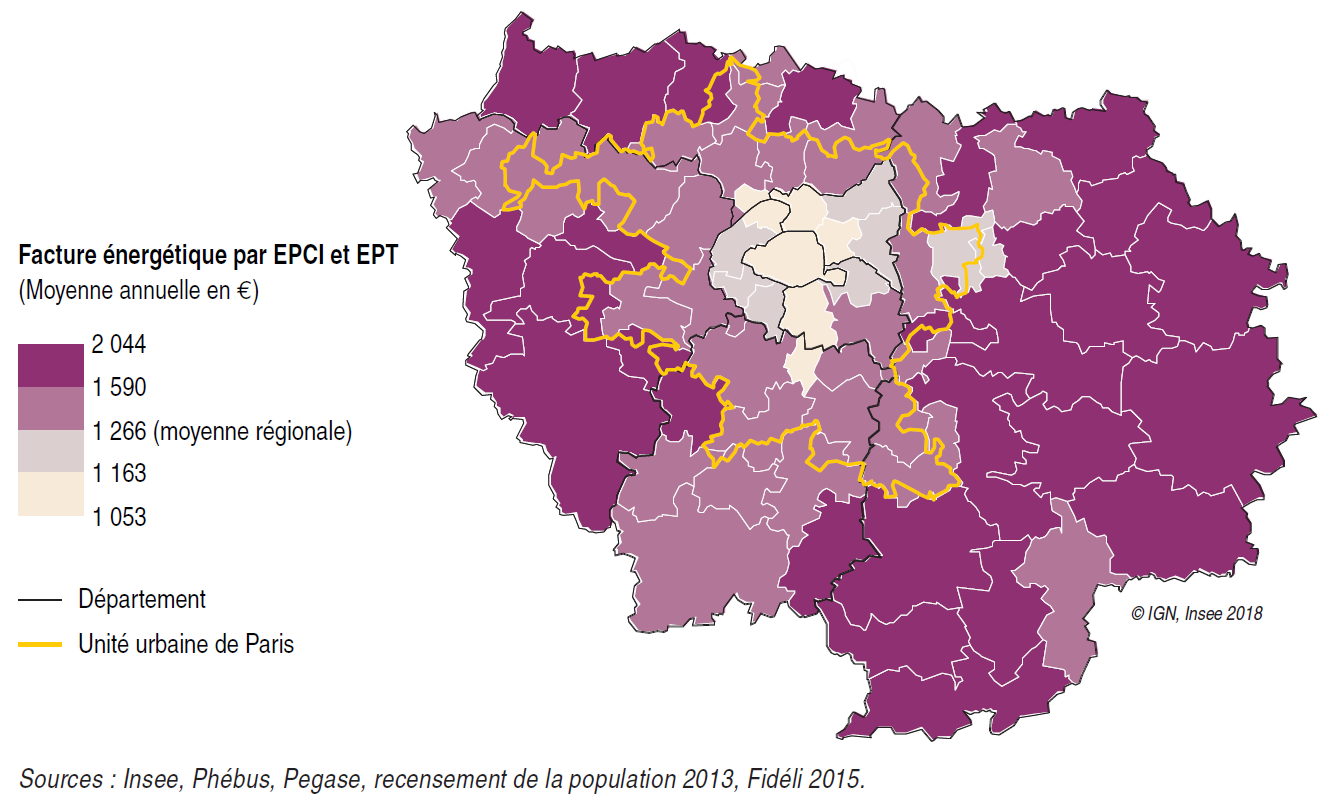 Facture énergétique par EPCI et EPT
(Moyenne annuelle en €)
2 044
1 590
1 266 (moyenne régionale)
1 163
1 053
Département
Unité urbaine de Paris
© IGN, Insee 2018
Sources : Insee, Phébus, Pegase, recensement de la population 2013, Fidéli 2015.